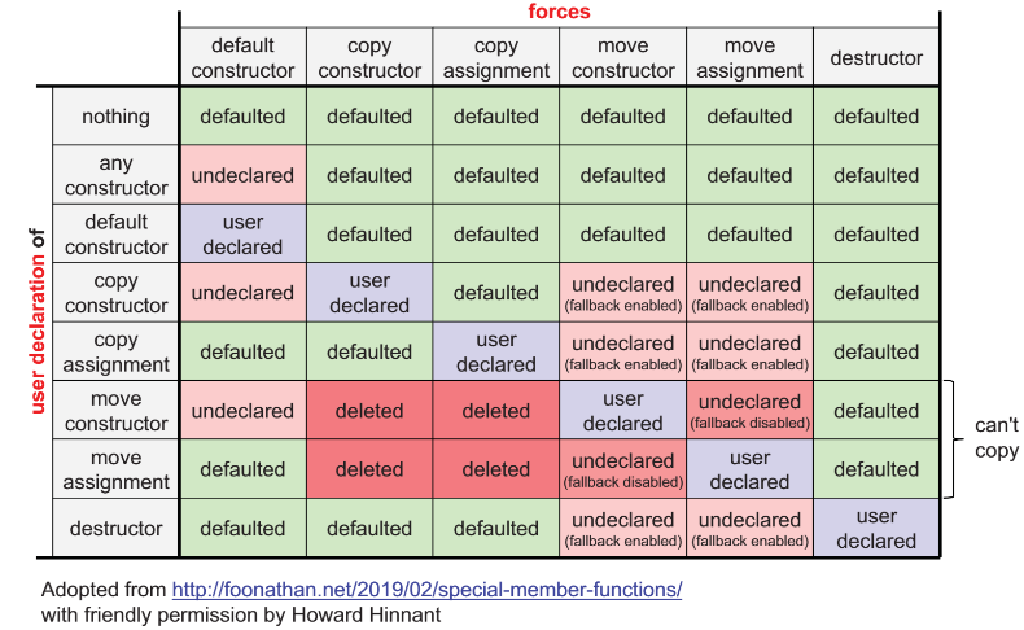 forces
default constructor
copy constructor
copy assignment
move constructor
move assignment
destructor
user declaration of
nothing
defaulted
defaulted
defaulted
defaulted
defaulted
defaulted
any constructor
undeclared
defaulted
defaulted
defaulted
defaulted
defaulted
default constructor
user declared
defaulted
defaulted
defaulted
defaulted
defaulted
copy constructor
undeclared
user declared
defaulted
undeclared
(fallback enabled)
undeclared
(fallback enabled)
defaulted
copy assignment
defaulted
defaulted
user declared
undeclared
(fallback enabled)
undeclared
(fallback enabled)
defaulted
move constructor
undeclared
deleted
deleted
user declared
undeclared
(fallback disabled)
defaulted
move assignment
defaulted
deleted
deleted
undeclared
(fallback disabled)
user declared
defaulted
can't copy
destructor
defaulted
defaulted
defaulted
undeclared
(fallback enabled)
undeclared
(fallback enabled)
user declared
Adopted from http://foonathan.net/2019/02/special-member-functions/
with friendly permission by Howard Hinnant